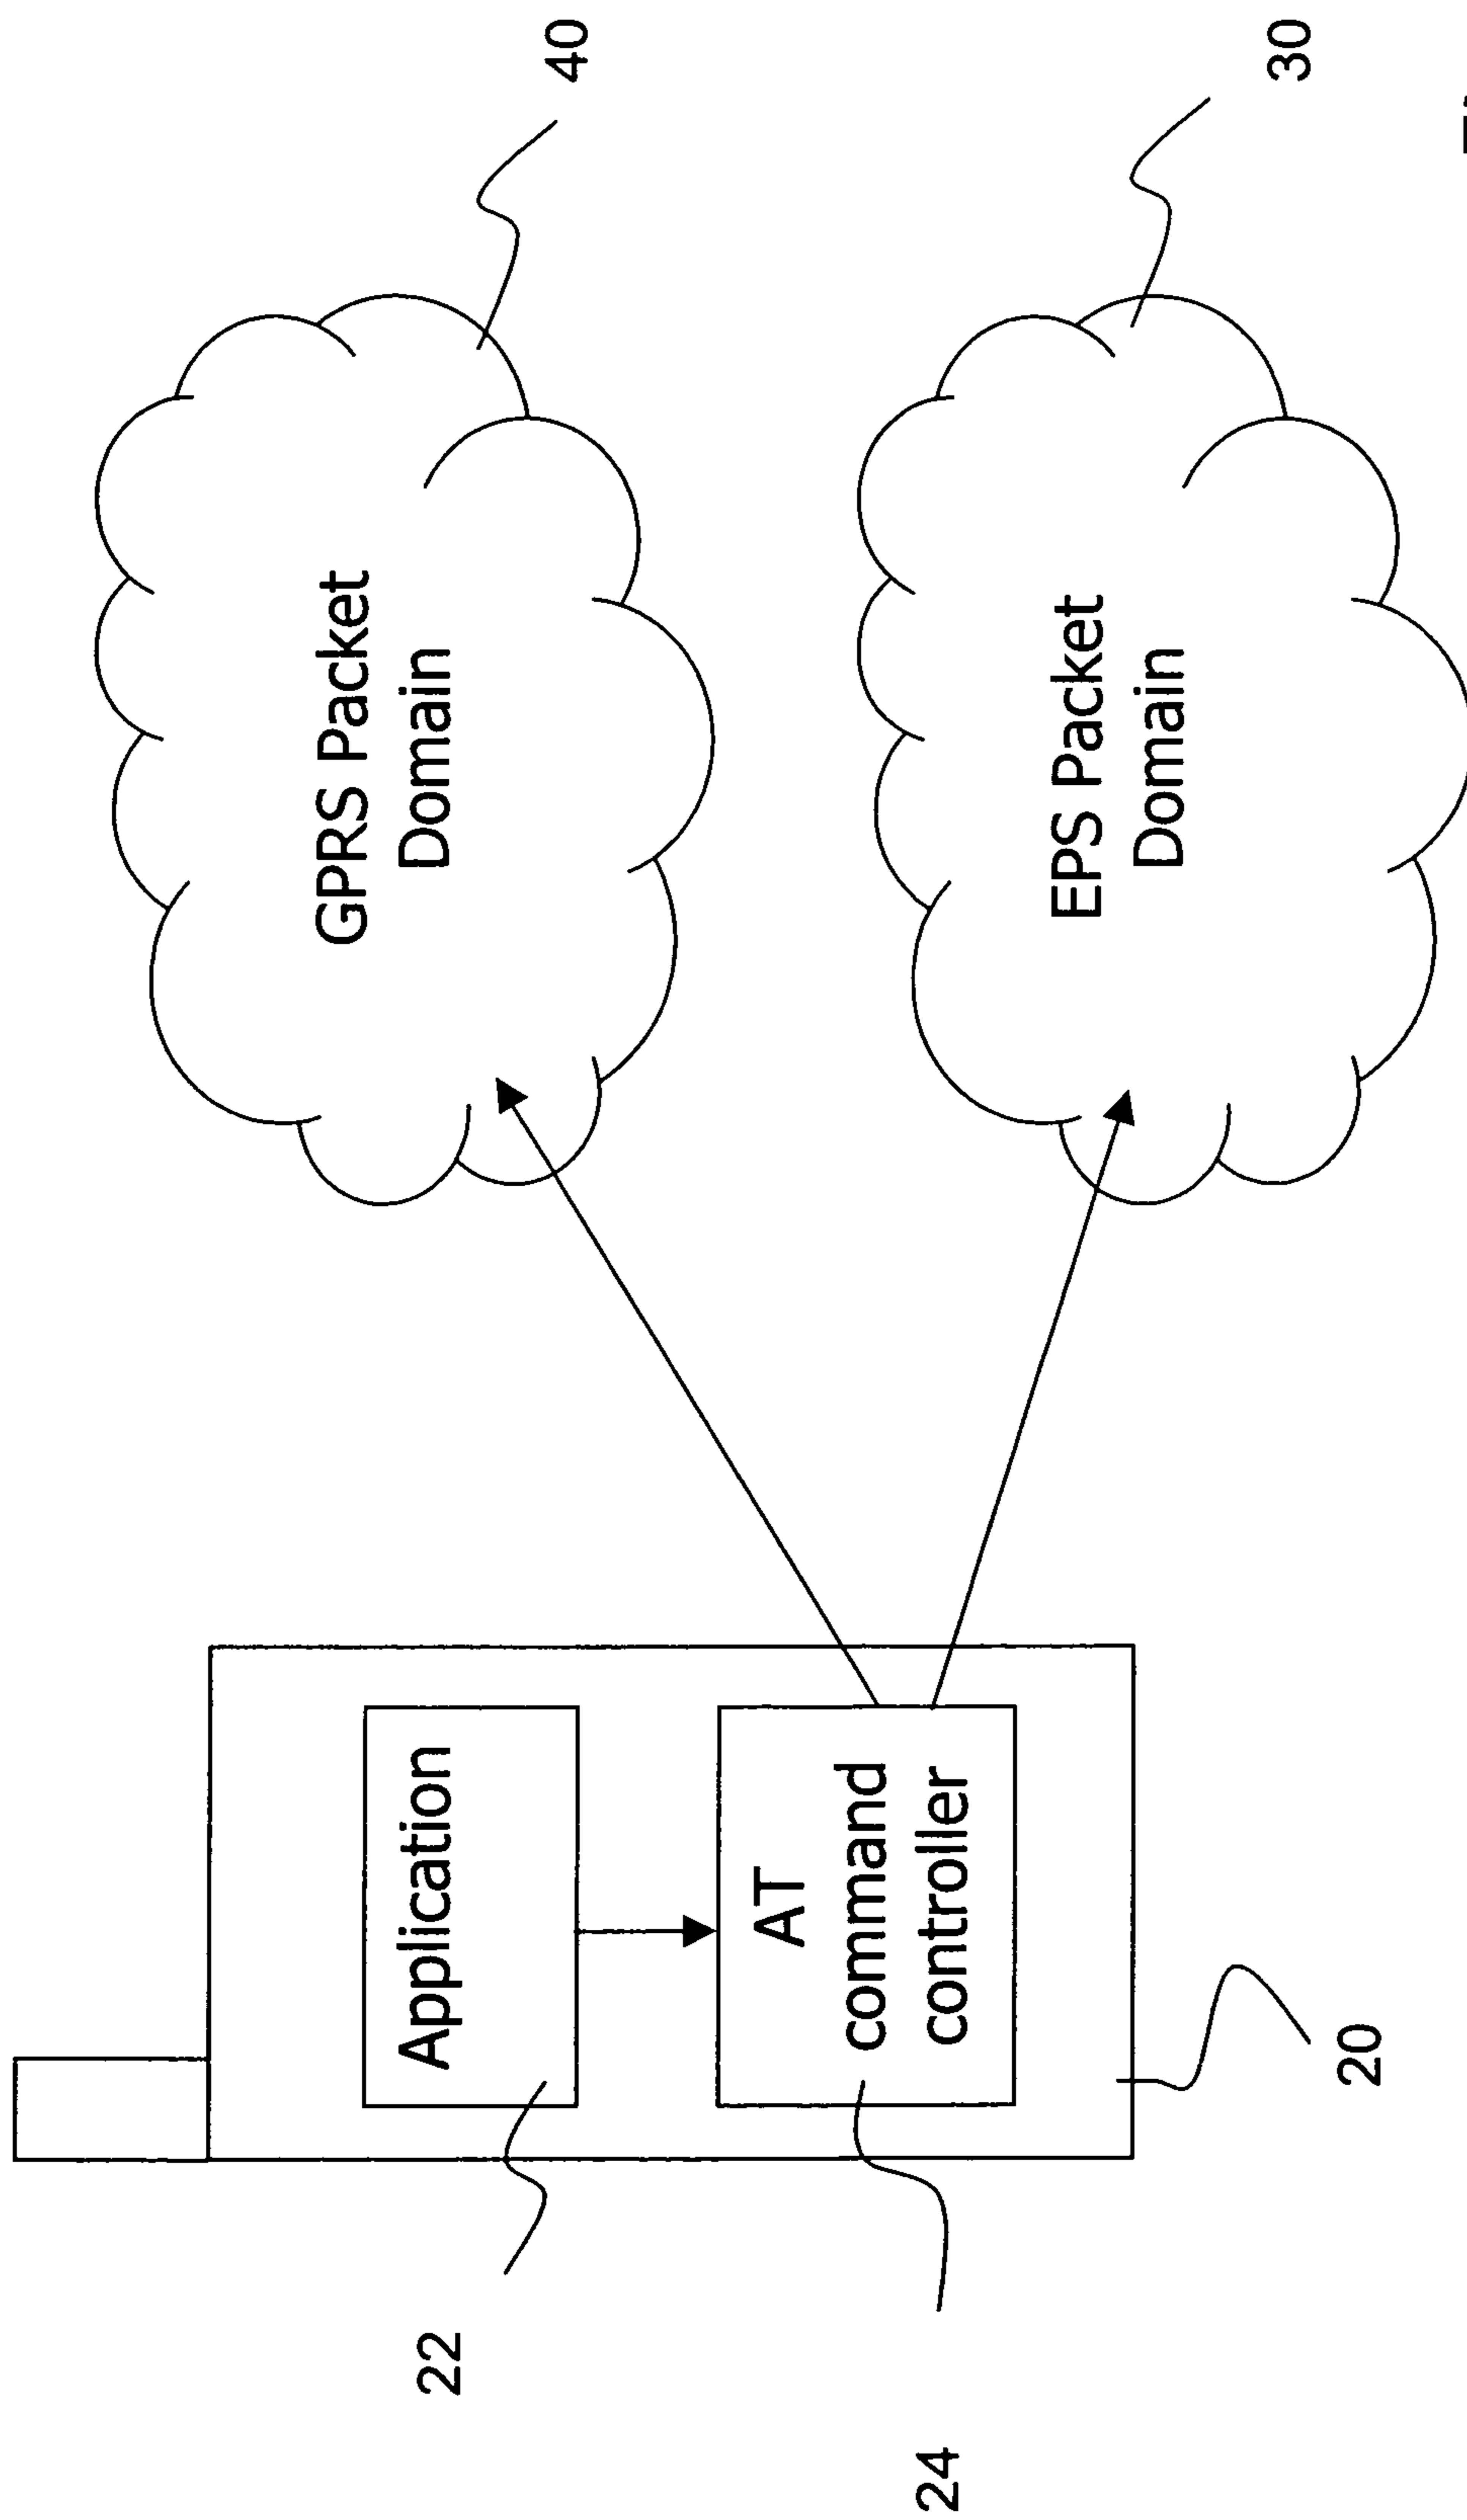 22
Application
24
AT
command
controller
20
GPRS Packet
Domain
40
EPS Packet
Domain
30